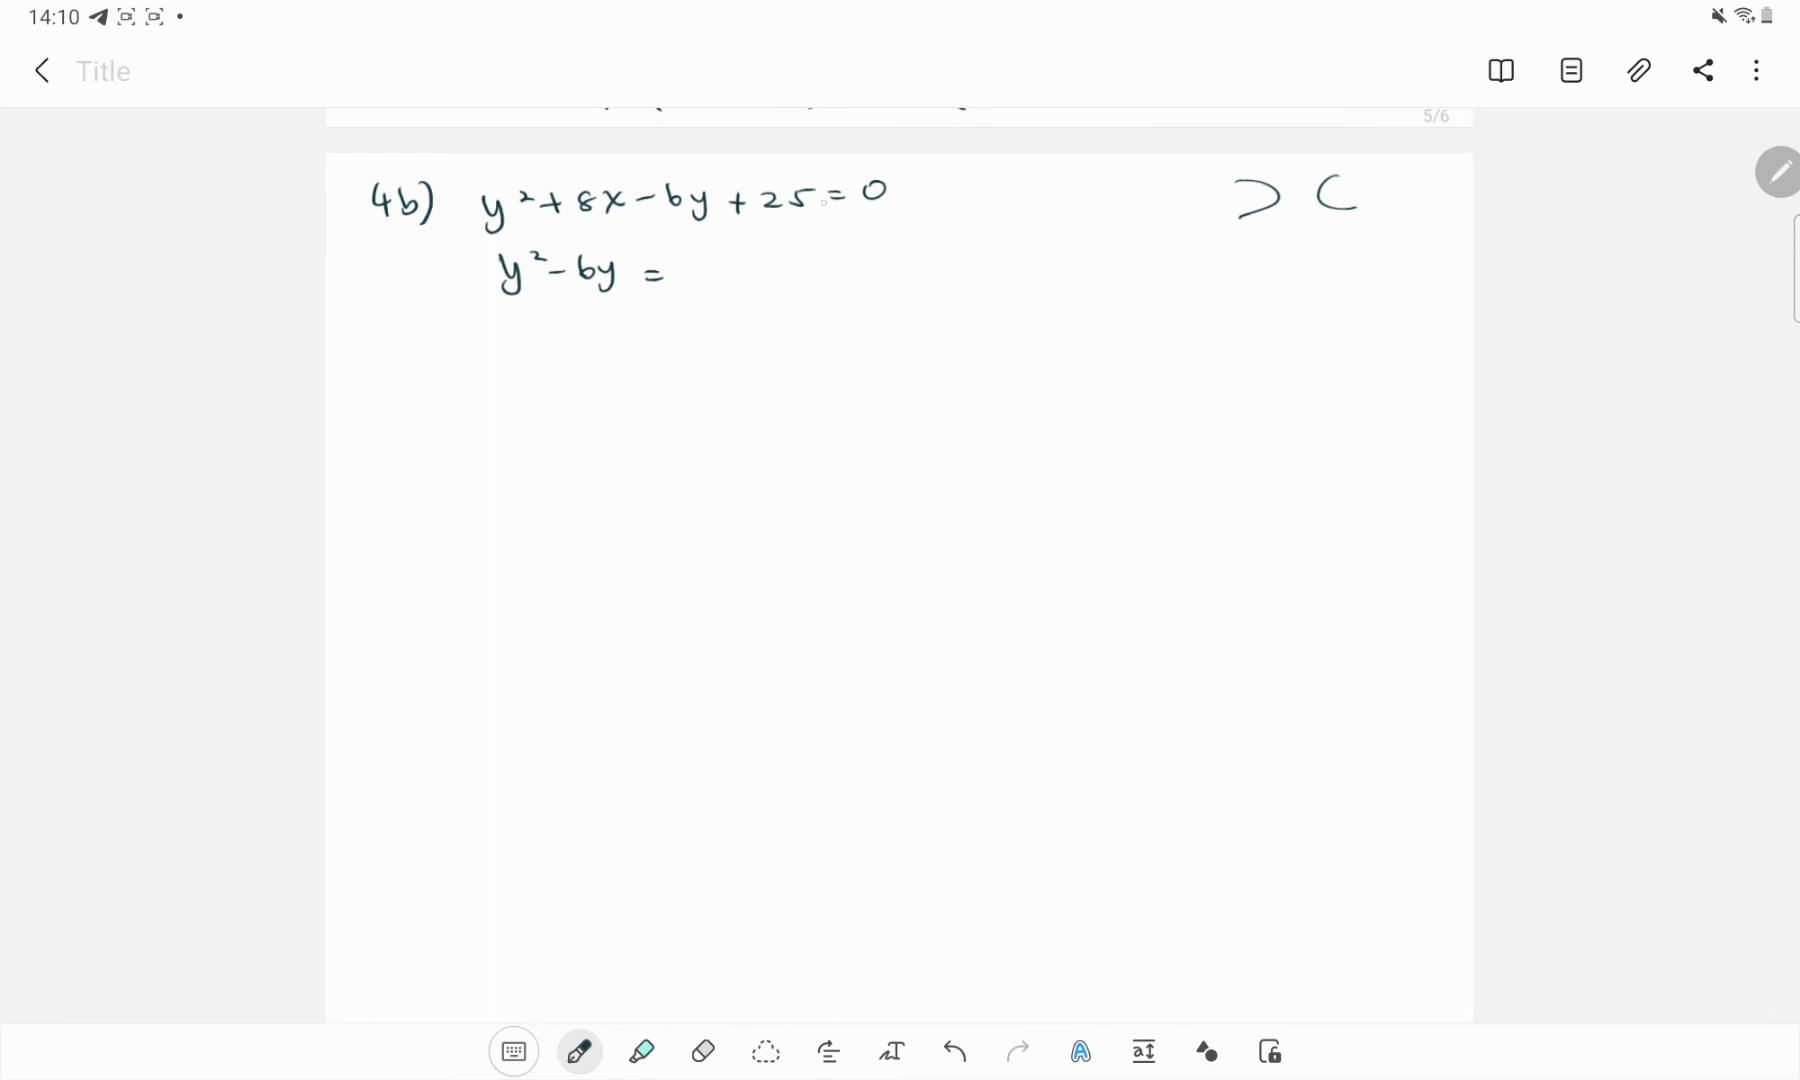 14:10
Title
5/6
4b) y² + 8x - 6y + 25 = 0
y² - 6y =